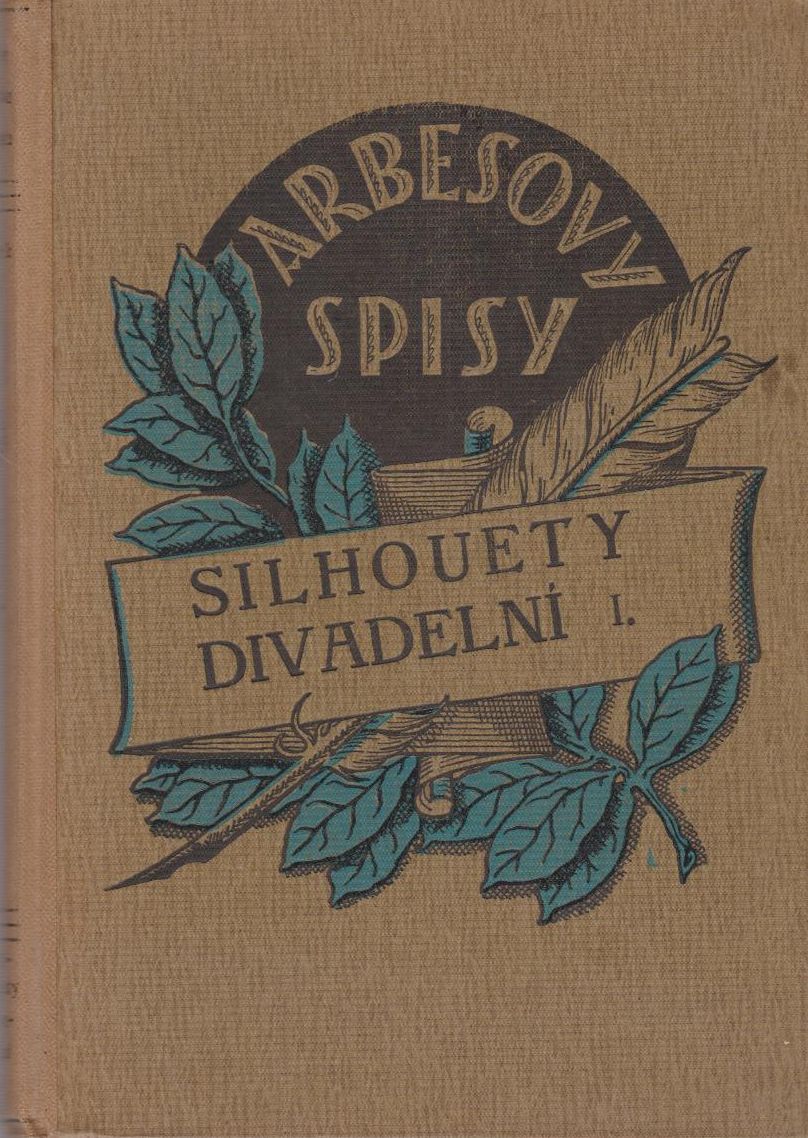 ARBESOVY
SPISY
SILHOUETY
DIVADELNÍ I.